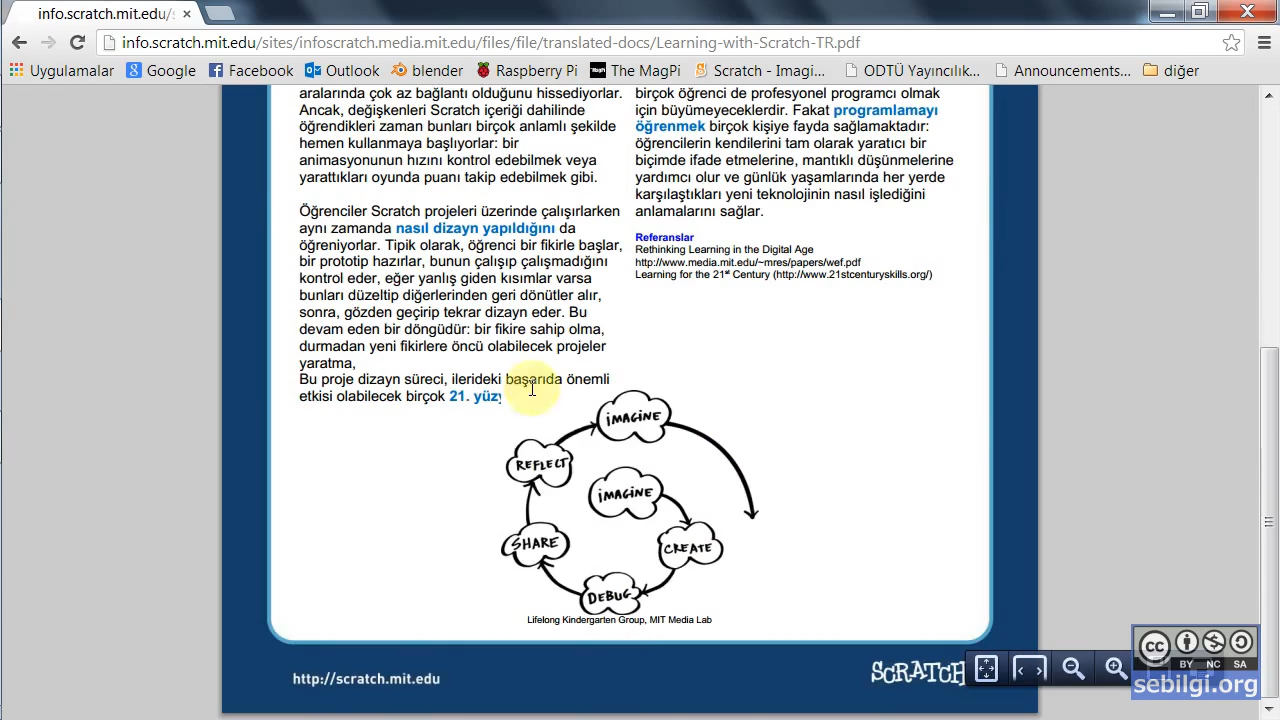 info.scratch.mit.edu/s
info.scratch.mit.edu/sites/infoscratch.media.mit.edu/files/file/translated-docs/Learning-with-Scratch-TR.pdf
Uygulamalar Google Facebook Outlook blender Raspberry Pi The MagPi Scratch - Imagi... ODTÜ Yayıncılık... Announcements... diğer
aralarında çok az bağlantı olduğunu hissediyorlar.
Ancak, değişkenleri Scratch içeriği dahilinde
öğrendikleri zaman bunları birçok anlamlı şekilde
hemen kullanmaya başlıyorlar: bir
animasyonunun hızını kontrol edebilmek veya
yarattıkları oyunda puanı takip edebilmek gibi.
Öğrenciler Scratch projeleri üzerinde çalışırlarken
aynı zamanda nasıl dizayn yapıldığını da
öğreniyorlar. Tipik olarak, öğrenci bir fikirle başlar,
bir prototip hazırlar, bunun çalışıp çalışmadığını
kontrol eder, eğer yanlış giden kısımlar varsa
bunları düzeltip diğerlerinden geri dönütler alır,
sonra, gözden geçirip tekrar dizayn eder. Bu
devam eden bir döngüdür: bir fikire sahip olma,
durmadan yeni fikirlere öncü olabilecek projeler
yaratma,
Bu proje dizayn süreci, ilerideki başarıda önemli
etkisi olabilecek birçok 21. yüzy
birçok öğrenci de profesyonel programcı olmak
için büyümeyeceklerdir. Fakat programlamayı
öğrenmek birçok kişiye fayda sağlamaktadır:
öğrencilerin kendilerini tam olarak yaratıcı bir
biçimde ifade etmelerine, mantıklı düşünmelerine
yardımcı olur ve günlük yaşamlarında her yerde
karşılaştıkları yeni teknolojinin nasıl işlediğini
anlamalarını sağlar.
Referanslar
Rethinking Learning in the Digital Age
http://www.media.mit.edu/~mres/papers/wef.pdf
Learning for the 21st Century (http://www.21stcenturyskills.org/)
IMAGINE
REFLECT
IMAGINE
SHARE
CREATE
DEBUG
Lifelong Kindergarten Group, MIT Media Lab
http://scratch.mit.edu
SCRATCH
CC BY NC SA
sebilgi.org